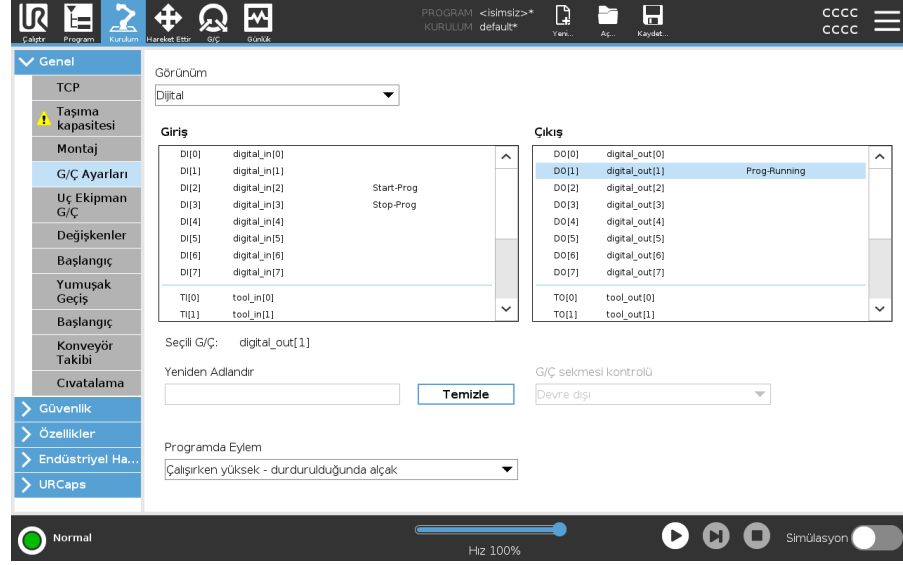 PROGRAM <isimsiz>*
KURULUM default*
Çalıştır Program Kurulum Hareket Ettir G/Ç Günlük Yeni... Aç... Kaydet...
CCCC
CCCC
Genel
TCP
Taşıma
kapasitesi
Montaj
G/Ç Ayarları
Uç Ekipman
G/Ç
Değişkenler
Başlangıç
Yumuşak
Geçiş
Başlangıç
Konveyör
Takibi
Cıvatalama
Güvenlik
Özellikler
Endüstriyel Ha...
URCaps
Görünüm
Dijital
Giriş
DI[0] digital_in[0]
DI[1] digital_in[1]
DI[2] digital_in[2] Start-Prog
DI[3] digital_in[3] Stop-Prog
DI[4] digital_in[4]
DI[5] digital_in[5]
DI[6] digital_in[6]
DI[7] digital_in[7]
TI[0] tool_in[0]
TI[1] tool_in[1]
Çıkış
DO[0] digital_out[0]
DO[1] digital_out[1] Prog-Running
DO[2] digital_out[2]
DO[3] digital_out[3]
DO[4] digital_out[4]
DO[5] digital_out[5]
DO[6] digital_out[6]
DO[7] digital_out[7]
TO[0] tool_out[0]
TO[1] tool_out[1]
Seçili G/Ç: digital_out[1]
Yeniden Adlandır
Temizle
G/Ç sekmesi kontrolü
Devre dışı
Programda Eylem
Çalışırken yüksek - durdurulduğunda alçak
Normal
Hız 100%
Simülasyon